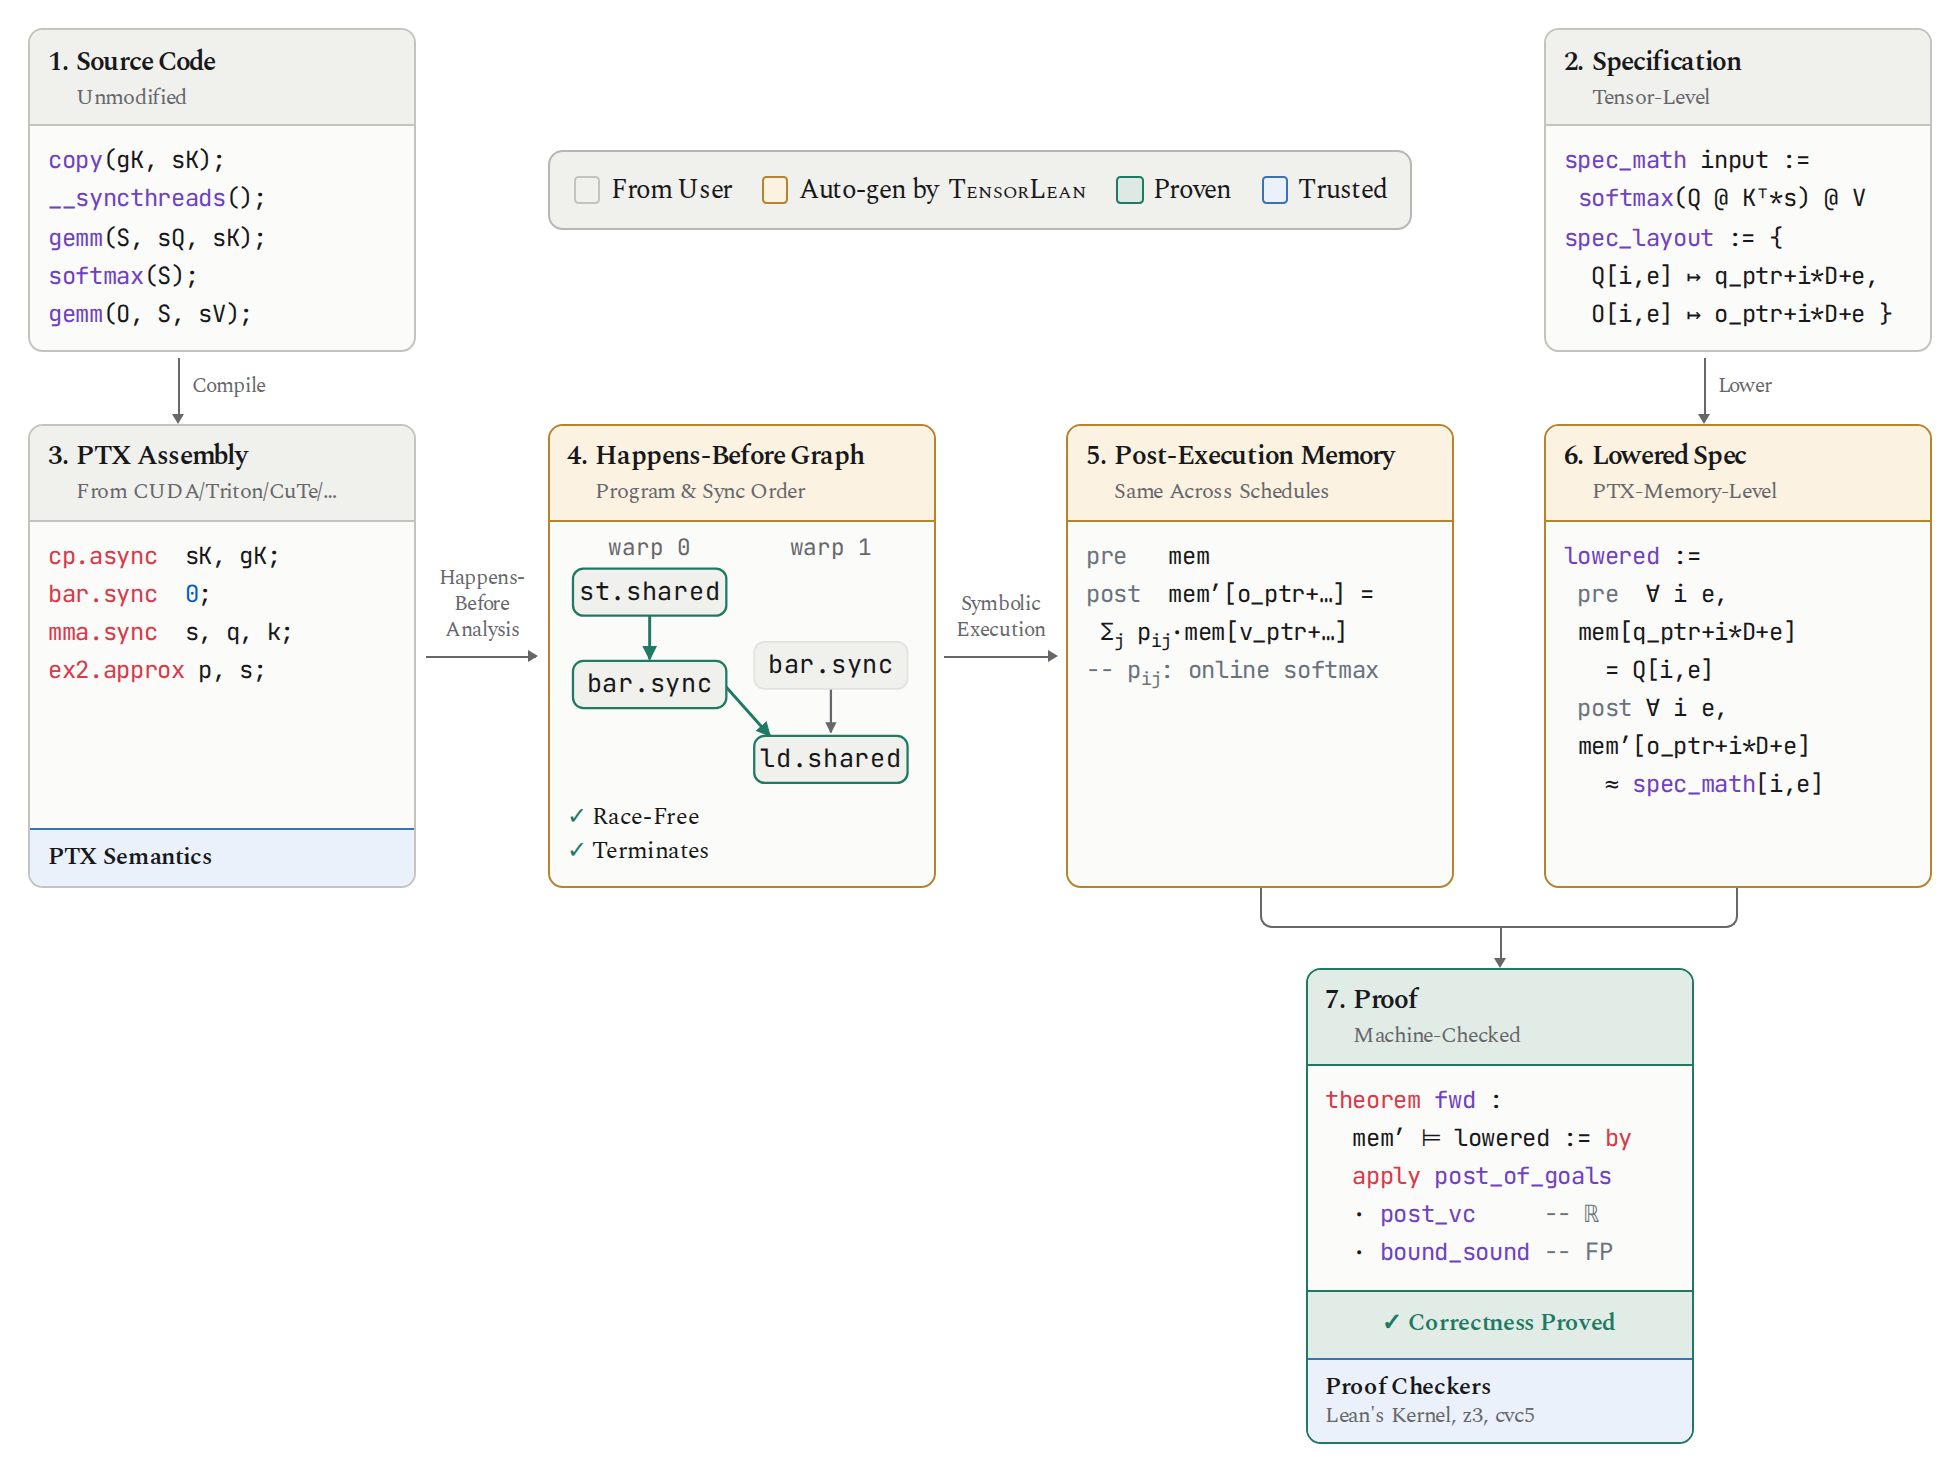 1. Source Code
Unmodified
copy(gK, sK);
__syncthreads();
gemm(S, sQ, sK);
softmax(S);
gemm(O, S, sV);
From User
Auto-gen by TensorLean
Proven
Trusted
2. Specification
Tensor-Level
spec_math input :=
softmax(Q @ Kᵀ*s) @ V
spec_layout := {
Q[i,e] ↦ q_ptr+i*D+e,
O[i,e] ↦ o_ptr+i*D+e }
Compile
Lower
3. PTX Assembly
From CUDA/Triton/CuTe/…
cp.async sK, gK;
bar.sync 0;
mma.sync s, q, k;
ex2.approx p, s;
PTX Semantics
Happens-
Before
Analysis
4. Happens-Before Graph
Program & Sync Order
warp 0
warp 1
st.shared
bar.sync
bar.sync
ld.shared
✓ Race-Free
✓ Terminates
Symbolic
Execution
5. Post-Execution Memory
Same Across Schedules
pre mem
post mem′[o_ptr+…] =
Σⱼ pᵢⱼ·mem[v_ptr+…]
-- pᵢⱼ: online softmax
6. Lowered Spec
PTX-Memory-Level
lowered :=
pre ∀ i e,
mem[q_ptr+i*D+e]
= Q[i,e]
post ∀ i e,
mem′[o_ptr+i*D+e]
≈ spec_math[i,e]
7. Proof
Machine-Checked
theorem fwd :
mem′ ⊨ lowered := by
apply post_of_goals
· post_vc -- ℝ
· bound_sound -- FP
✓ Correctness Proved
Proof Checkers
Lean's Kernel, z3, cvc5